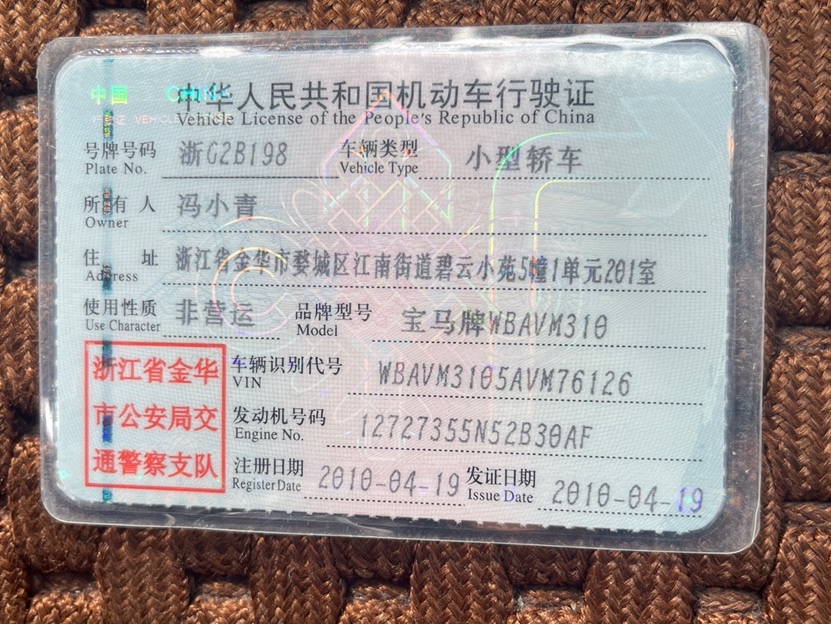 中国 CHINA
中华人民共和国机动车行驶证
Vehicle License of the People's Republic of China
号牌号码 浙G2B198 车辆类型 小型轿车
Plate No. Vehicle Type
所有人 冯小青
Owner
住址 浙江省金华市婺城区江南街道碧云小苑5幢1单元201室
Address
使用性质 非营运 品牌型号 宝马牌WBAVM310
Use Character Model
浙江省金华 车辆识别代号 WBAVM3105AVM76126
VIN
市公安局交 发动机号码 12727355N52B30AF
Engine No.
通警察支队 注册日期 2010-04-19 发证日期 2010-04-19
Register Date Issue Date